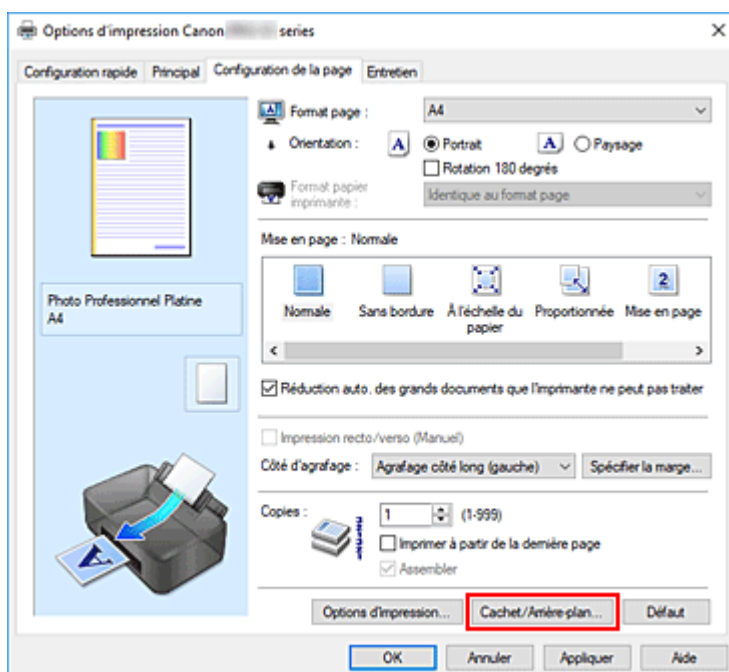 Options d'impression Canon series
Configuration rapide Principal Configuration de la page Entretien
Format page : A4
Orientation : A Portrait A Paysage
Rotation 180 degrés
Format papier imprimante : Identique au format page
Mise en page : Normale
Photo Professionnel Platine
A4
2
Normale Sans bordure À l'échelle du papier Proportionnée Mise en page
Réduction auto. des grands documents que l'imprimante ne peut pas traiter
Impression recto/verso (Manuel)
Côté d'agrafage : Agrafage côté long (gauche) Spécifier la marge...
Copies : 1 (1-999)
Imprimer à partir de la dernière page
Assembler
A
Options d'impression... Cachet/Arrière-plan... Défaut
OK Annuler Appliquer Aide